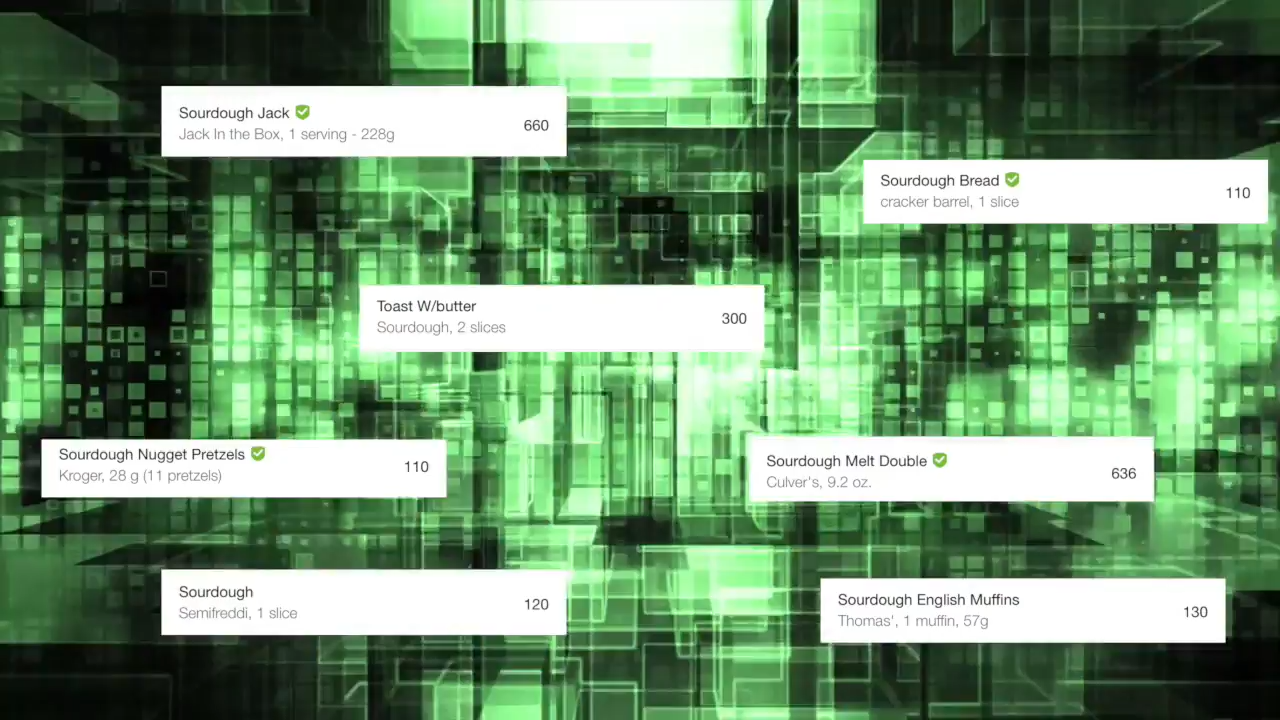 Sourdough Jack
Jack In the Box, 1 serving - 228g
660
Sourdough Bread
cracker barrel, 1 slice
110
Toast W/butter
Sourdough, 2 slices
300
Sourdough Nugget Pretzels
Kroger, 28 g (11 pretzels)
110
Sourdough Melt Double
Culver's, 9.2 oz.
636
Sourdough
Semifreddi, 1 slice
120
Sourdough English Muffins
Thomas', 1 muffin, 57g
130